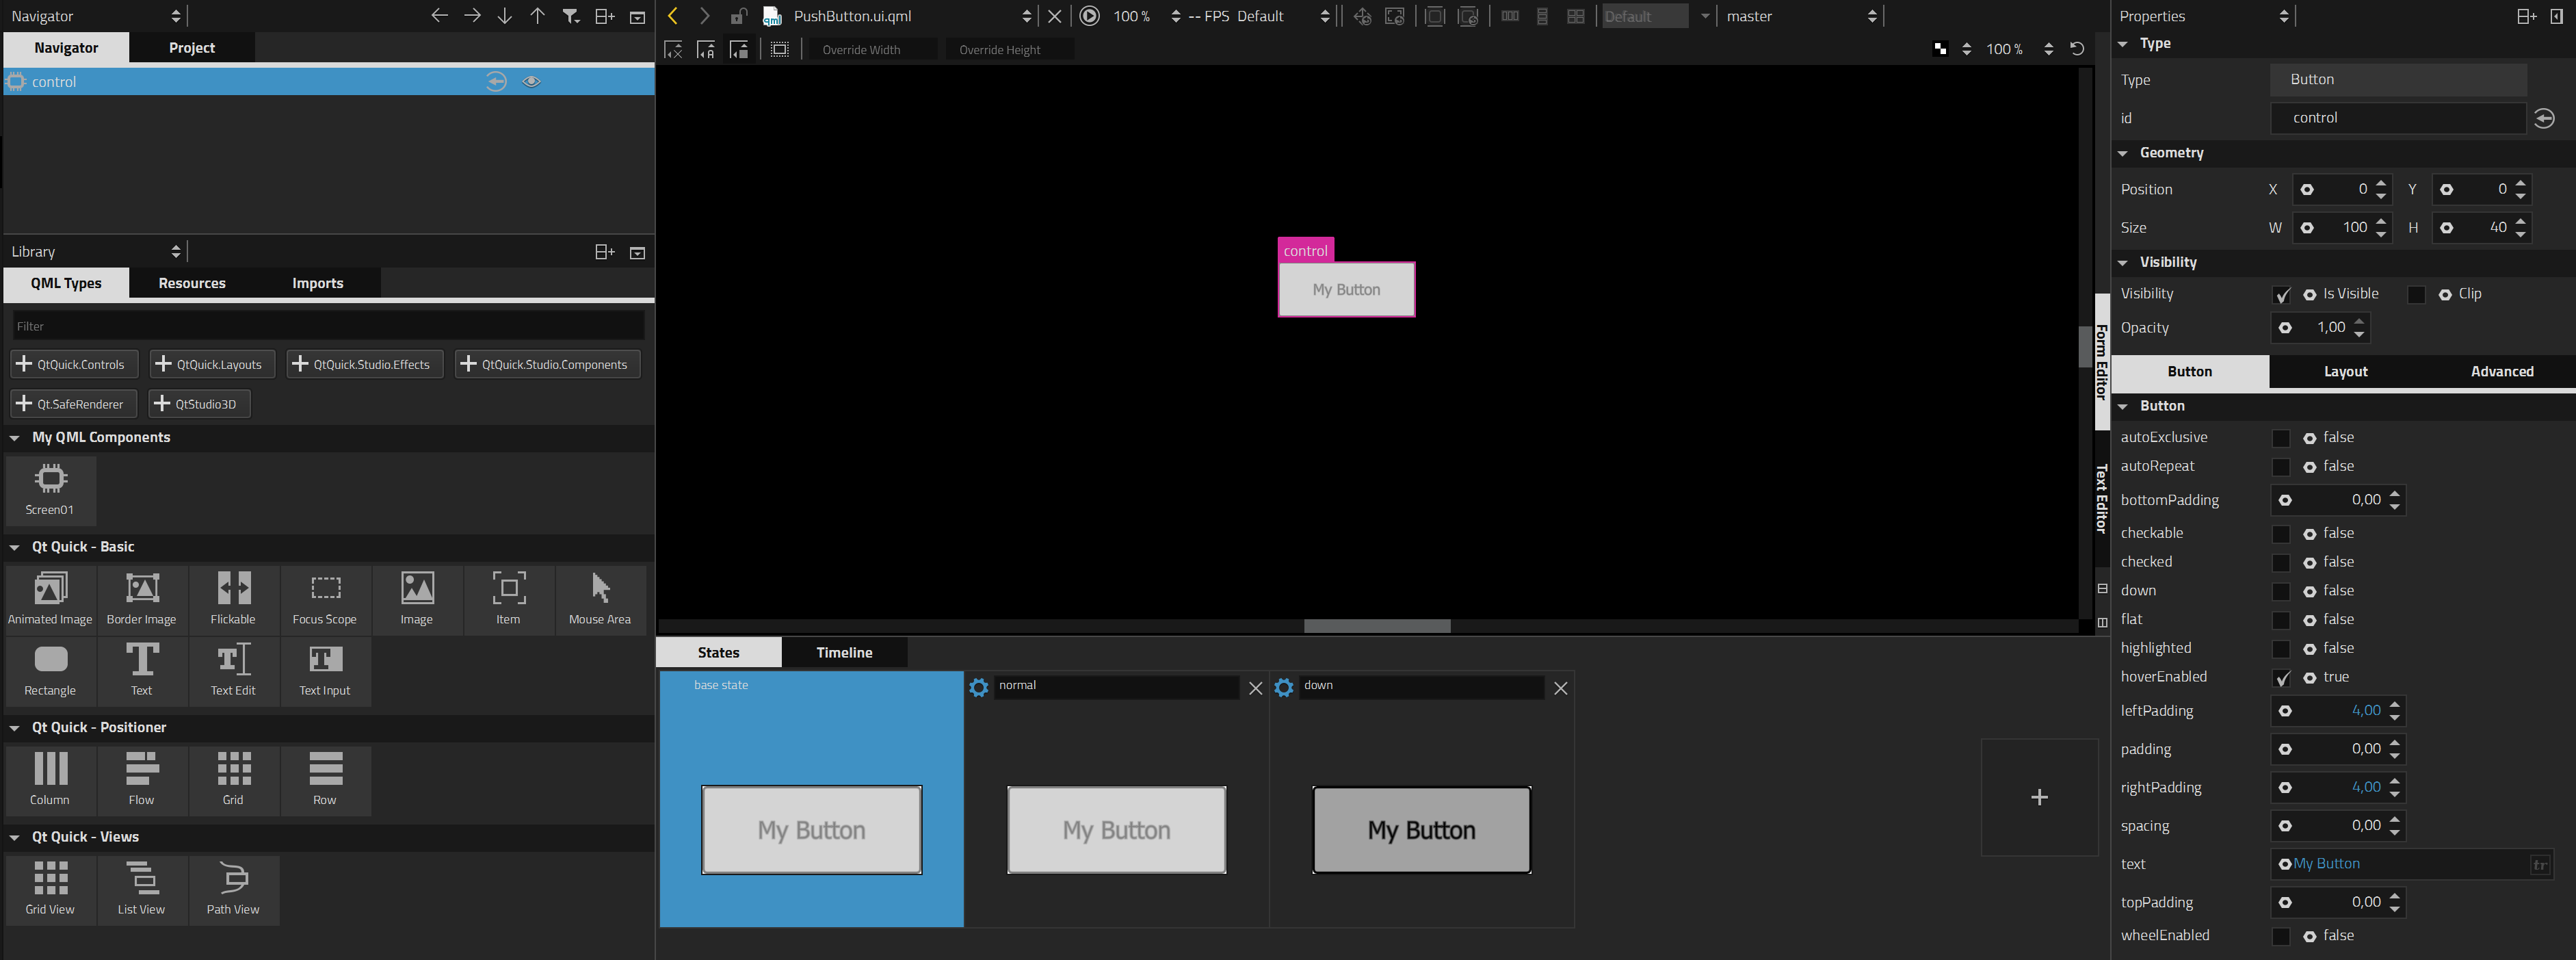 Navigator
Navigator Project
control
Library
QML Types Resources Imports
Filter
QtQuick.Controls QtQuick.Layouts QtQuick.Studio.Effects QtQuick.Studio.Components
Qt.SafeRenderer QtStudio3D
My QML Components
Screen01
Qt Quick - Basic
Animated Image Border Image Flickable Focus Scope Image Item Mouse Area
Rectangle Text Text Edit Text Input
Qt Quick - Positioner
Column Flow Grid Row
Qt Quick - Views
Grid View List View Path View
qml PushButton.ui.qml 100 % -- FPS Default Default master
Override Width Override Height 100 %
control
My Button
Form Editor
Text Editor
States Timeline
base state normal down
My Button My Button My Button
+
Properties
Type
Type Button
id control
Geometry
Position X 0 Y 0
Size W 100 H 40
Visibility
Visibility Is Visible Clip
Opacity 1,00
Button Layout Advanced
Button
autoExclusive false
autoRepeat false
bottomPadding 0,00
checkable false
checked false
down false
flat false
highlighted false
hoverEnabled true
leftPadding 4,00
padding 0,00
rightPadding 4,00
spacing 0,00
text My Button tr
topPadding 0,00
wheelEnabled false